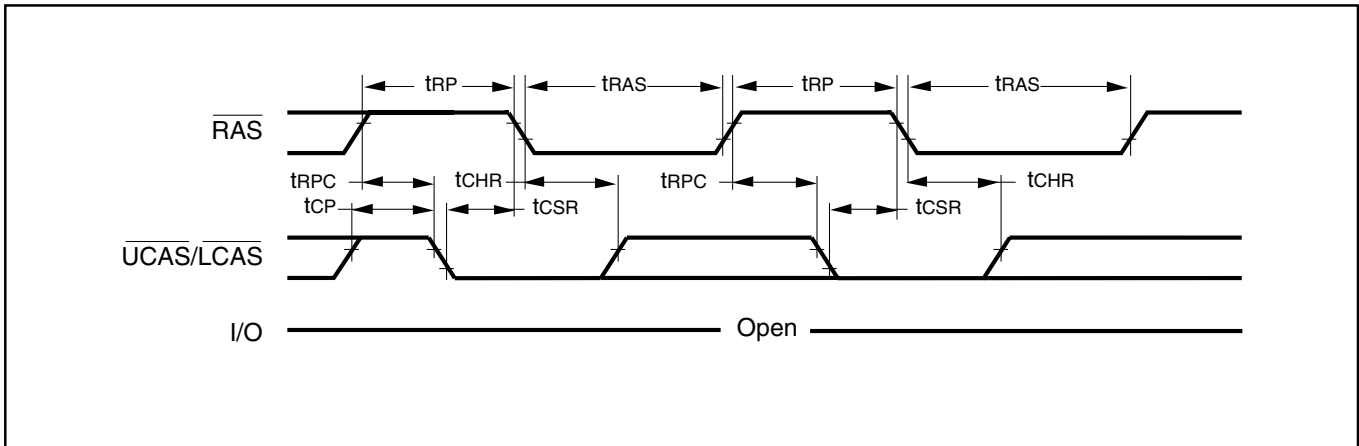 tRP tRAS tRP tRAS
RAS
tRPC tCHR tRPC tCHR
tCP tCSR tCSR
UCAS/LCAS
I/O Open